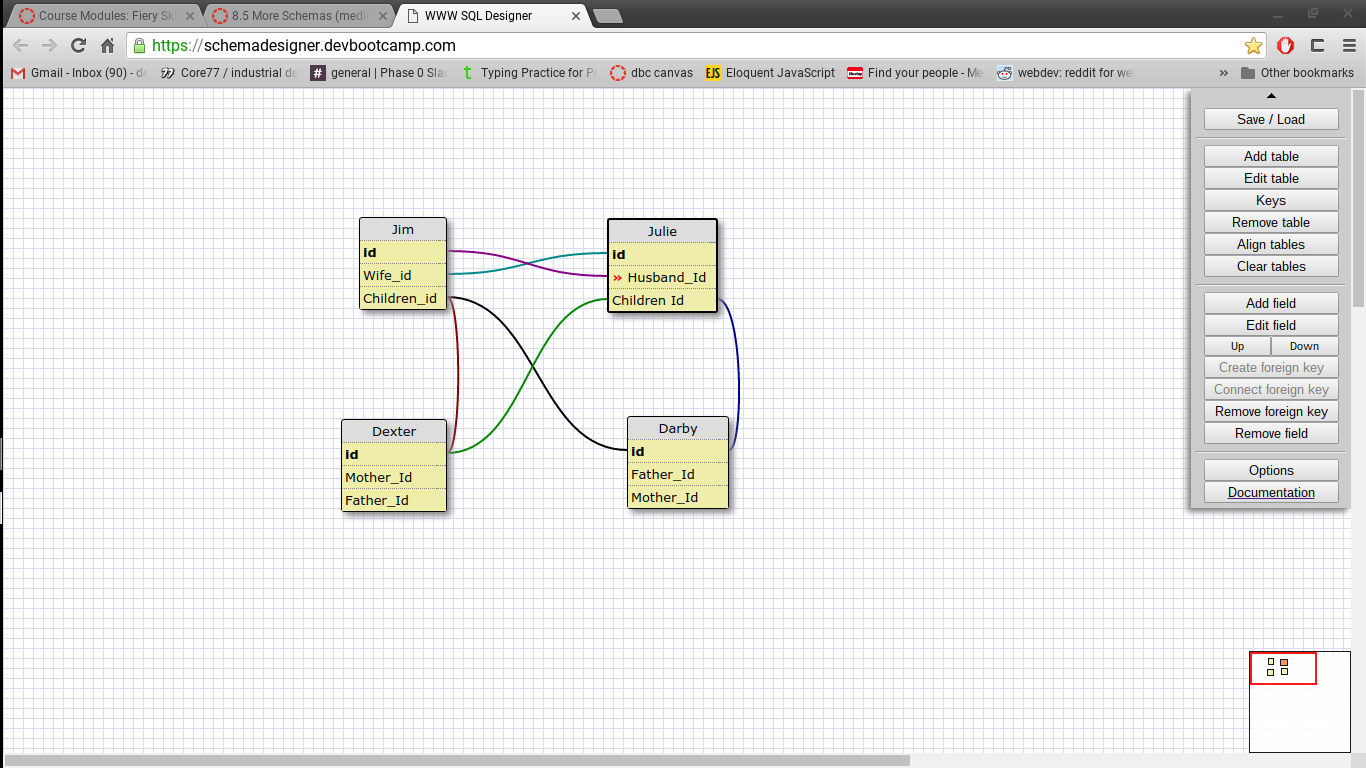 Course Modules: Fiery Sk
8.5 More Schemas (medi
WWW SQL Designer
https://schemadesigner.devbootcamp.com
Gmail - Inbox (90) - de
Core77 / industrial de
# general | Phase 0 Sla
t Typing Practice for P
dbc canvas
EJS Eloquent JavaScript
Meetup Find your people - Me
webdev: reddit for we
» Other bookmarks
Save / Load
Add table
Edit table
Keys
Remove table
Align tables
Clear tables
Add field
Edit field
Up Down
Create foreign key
Connect foreign key
Remove foreign key
Remove field
Options
Documentation
Jim
id
Wife_id
Children_id
Julie
id
» Husband_Id
Children Id
Dexter
id
Mother_Id
Father_Id
Darby
id
Father_Id
Mother_Id